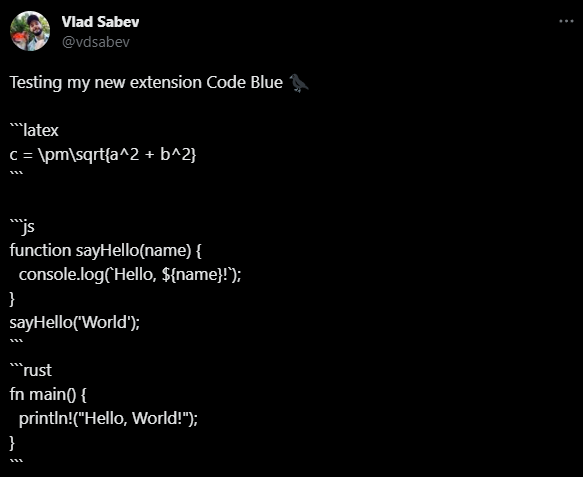 Vlad Sabev
@vdsabev
Testing my new extension Code Blue 🐦‍⬛
```latex
c = \pm\sqrt{a^2 + b^2}
```
```js
function sayHello(name) {
  console.log(`Hello, ${name}!`);
}
sayHello('World');
```
```rust
fn main() {
  println!("Hello, World!");
}
```